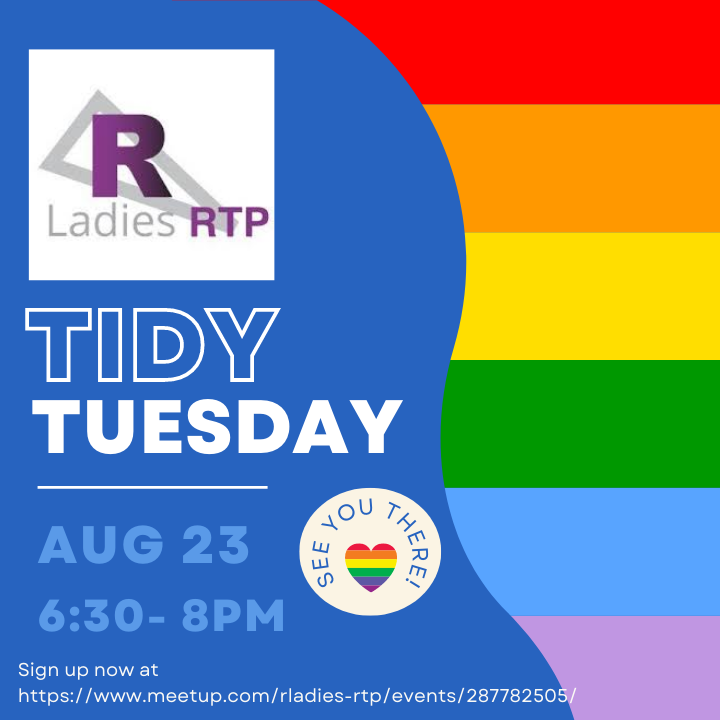 R
Ladies RTP
TIDY
TUESDAY
AUG 23
6:30- 8PM
SEE YOU THERE!
Sign up now at
https://www.meetup.com/rladies-rtp/events/287782505/